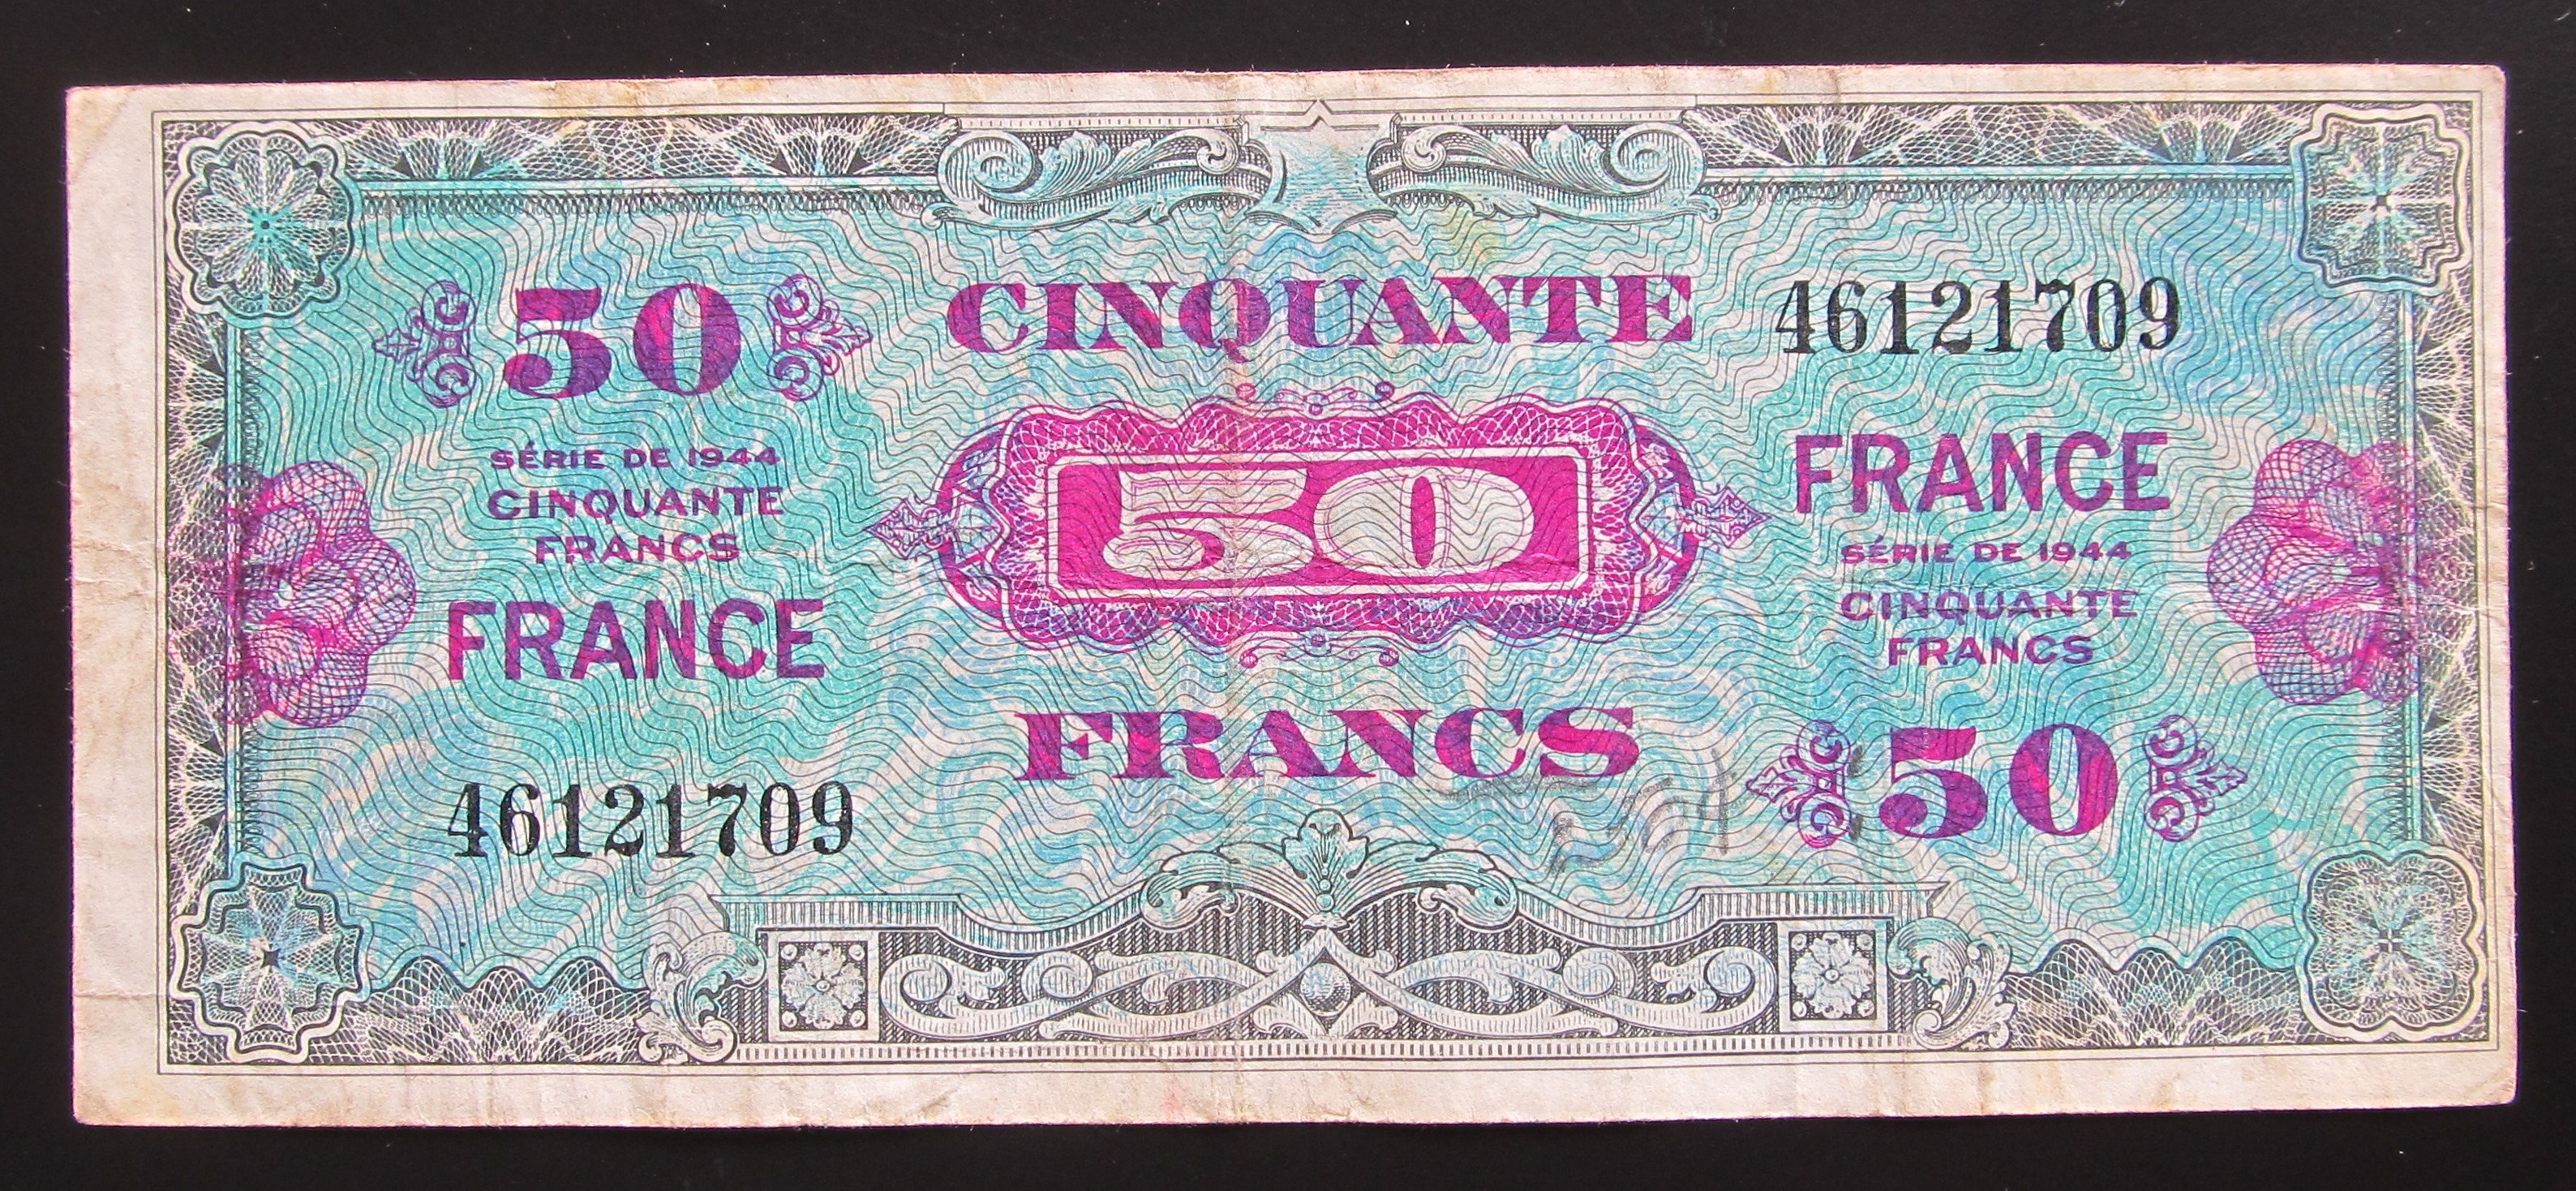 50
CINQUANTE
46121709
SÉRIE DE 1944
CINQUANTE
FRANCS
FRANCE
50
FRANCE
SÉRIE DE 1944
CINQUANTE
FRANCS
46121709
FRANCS
50